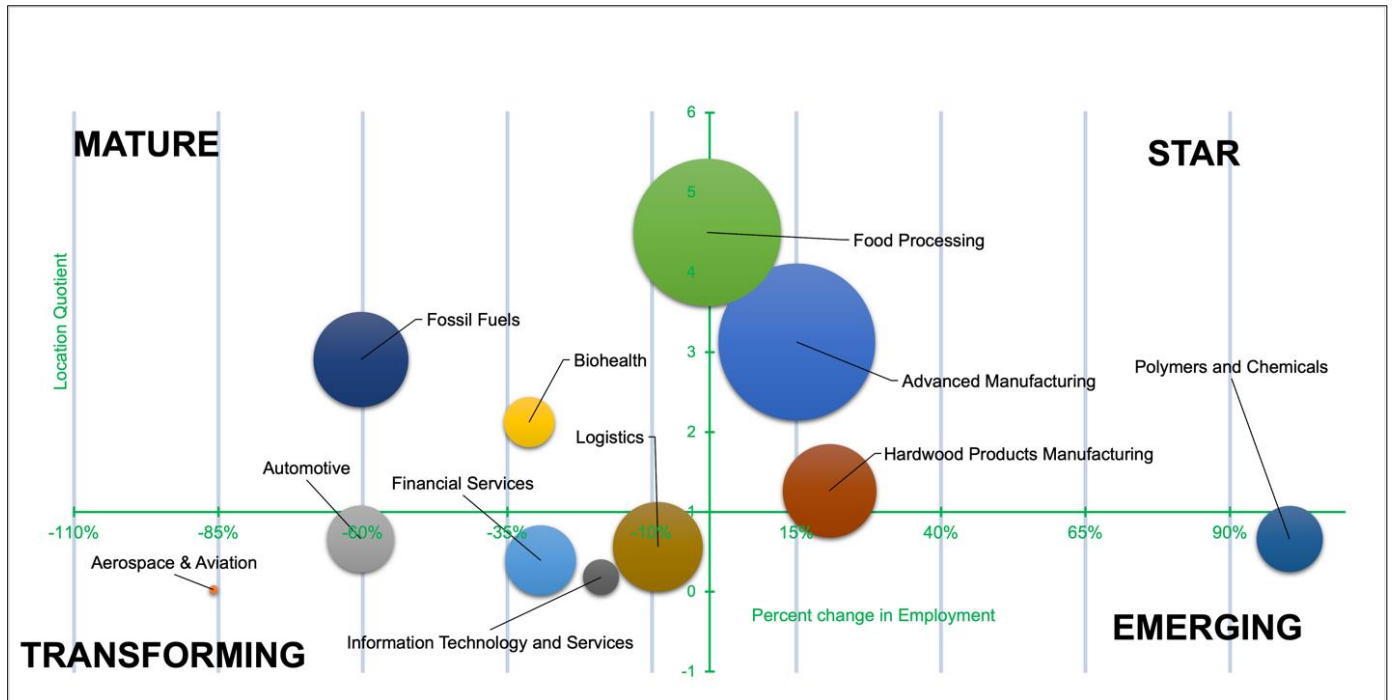 MATURE
STAR
6
5
4
3
2
1
0
-1
Location Quotient
Food Processing
Fossil Fuels
Biohealth
Advanced Manufacturing
Polymers and Chemicals
Logistics
Hardwood Products Manufacturing
Automotive
Financial Services
-110%
-85%
-60%
-35%
-10%
15%
40%
65%
90%
Aerospace & Aviation
Percent change in Employment
Information Technology and Services
EMERGING
TRANSFORMING